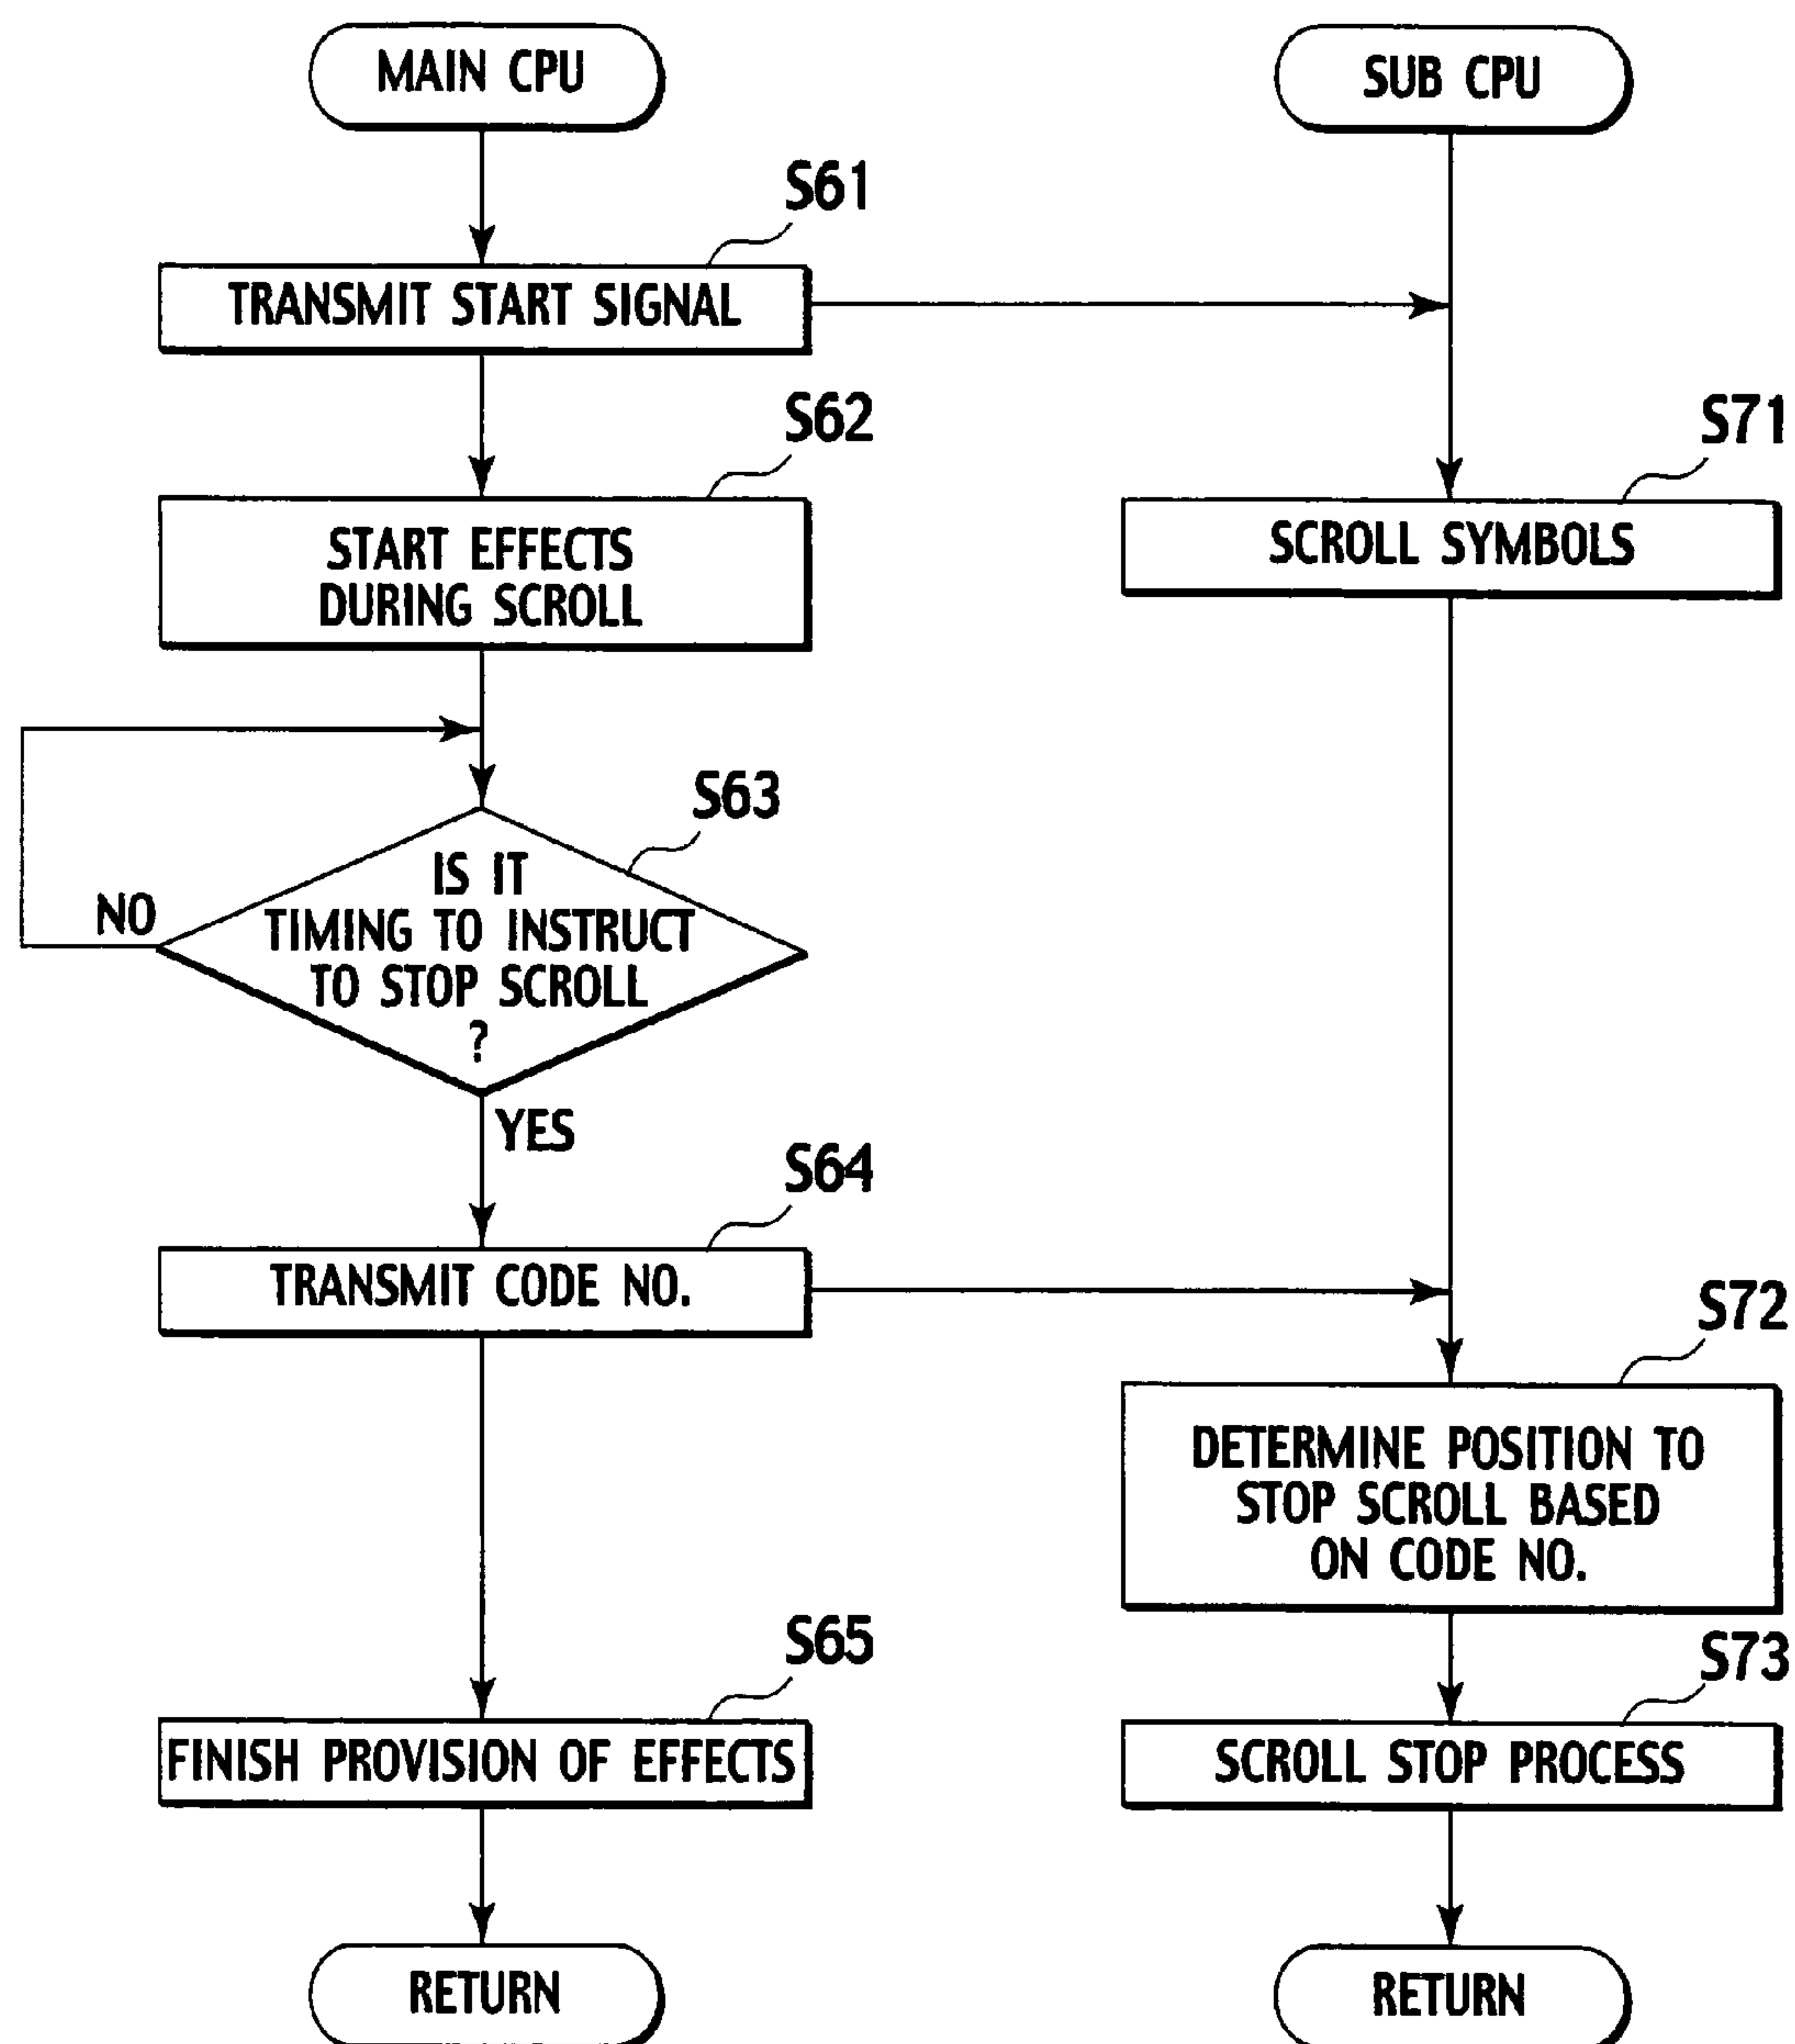 MAIN CPU
SUB CPU
S61
TRANSMIT START SIGNAL
S62
START EFFECTS
DURING SCROLL
S71
SCROLL SYMBOLS
S63
IS IT
TIMING TO INSTRUCT
TO STOP SCROLL
?
NO
YES
S64
TRANSMIT CODE NO.
S72
DETERMINE POSITION TO
STOP SCROLL BASED
ON CODE NO.
S65
FINISH PROVISION OF EFFECTS
S73
SCROLL STOP PROCESS
RETURN
RETURN